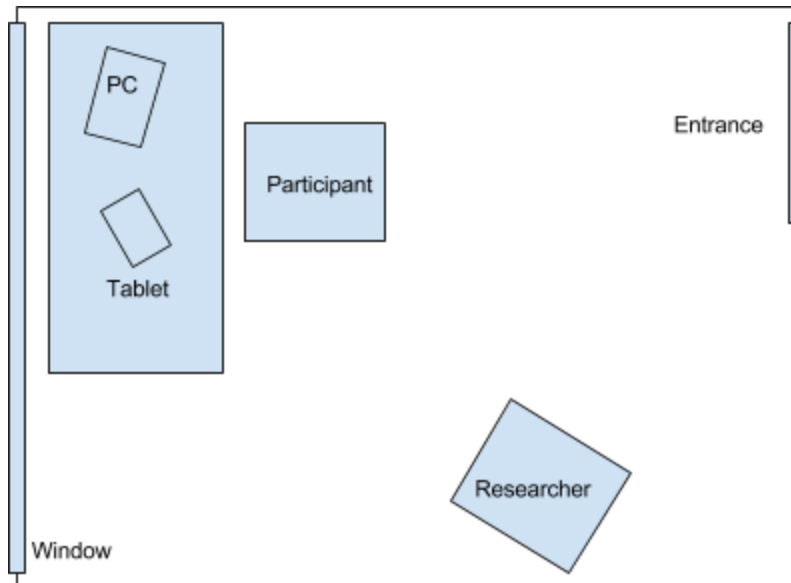 PC
Entrance
Participant
Tablet
Researcher
Window